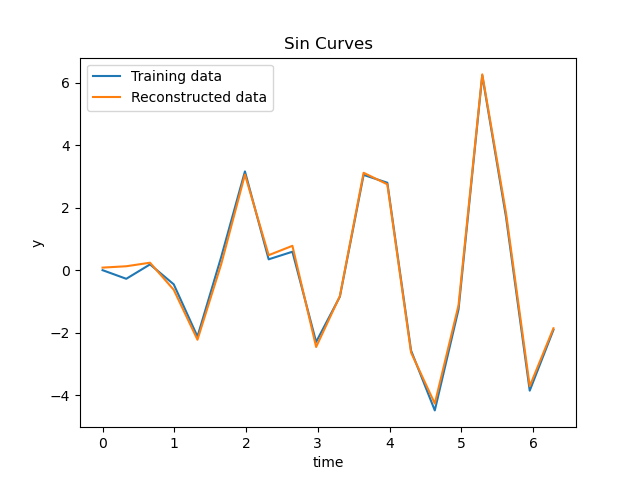 Sin Curves
Training data
Reconstructed data
y
6
4
2
0
−2
−4
0 1 2 3 4 5 6
time